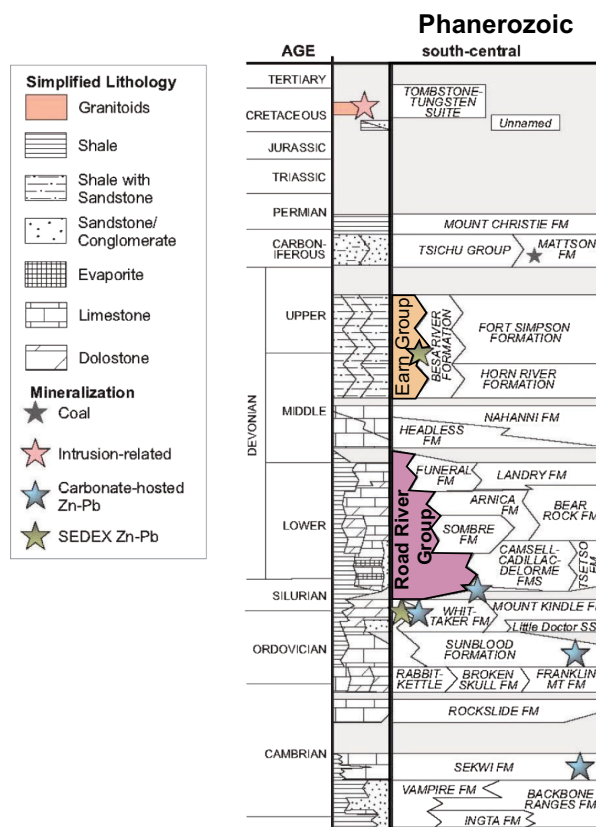 Phanerozoic
AGE
south-central
Simplified Lithology
Granitoids
Shale
Shale with
Sandstone
Sandstone/
Conglomerate
Evaporite
Limestone
Dolostone
Mineralization
Coal
Intrusion-related
Carbonate-hosted
Zn-Pb
SEDEX Zn-Pb
TERTIARY
CRETACEOUS
JURASSIC
TRIASSIC
PERMIAN
CARBON-
IFEROUS
DEVONIAN
UPPER
MIDDLE
LOWER
SILURIAN
ORDOVICIAN
CAMBRIAN
TOMBSTONE-
TUNGSTEN
SUITE
Unnamed
MOUNT CHRISTIE FM
TSICHU GROUP
MATTSON
FM
Earn Group
BESA RIVER
FORMATION
FORT SIMPSON
FORMATION
HORN RIVER
FORMATION
NAHANNI FM
HEADLESS
FM
Road River
Group
FUNERAL
FM
LANDRY FM
ARNICA
FM
BEAR
ROCK FM
SOMBRE
FM
CAMSELL-
CADILLAC-
DELORME
FMS
TSETSO
FM
WHIT-
TAKER FM
MOUNT KINDLE FM
Little Doctor SS
SUNBLOOD
FORMATION
RABBIT-
KETTLE
BROKEN
SKULL FM
FRANKLIN
MT FM
ROCKSLIDE FM
SEKWI FM
VAMPIRE FM
BACKBONE
RANGES FM
INGTA FM